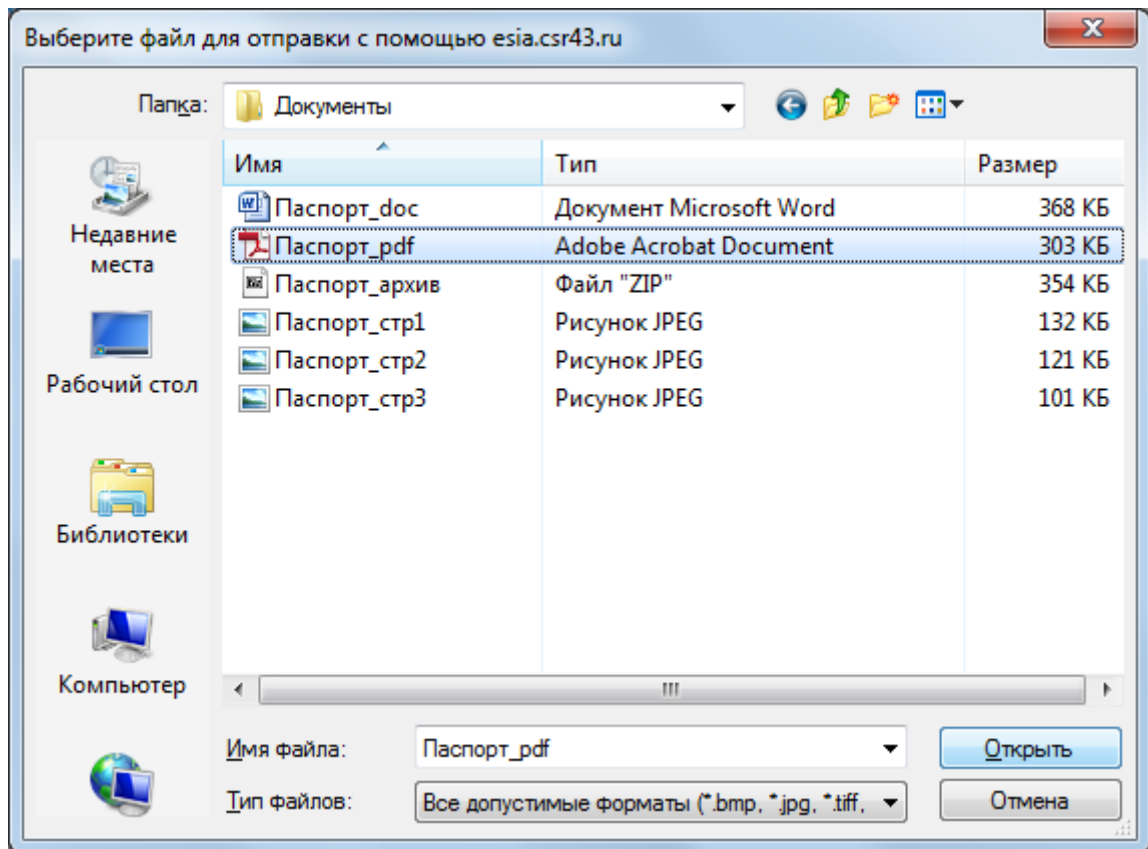 Выберите файл для отправки с помощью esia.csr43.ru
Папка: Документы
Имя Тип Размер
Паспорт_doc Документ Microsoft Word 368 КБ
Паспорт_pdf Adobe Acrobat Document 303 КБ
Паспорт_архив Файл "ZIP" 354 КБ
Паспорт_стр1 Рисунок JPEG 132 КБ
Паспорт_стр2 Рисунок JPEG 121 КБ
Паспорт_стр3 Рисунок JPEG 101 КБ
Недавние
места
Рабочий стол
Библиотеки
Компьютер
Имя файла: Паспорт_pdf Открыть
Тип файлов: Все допустимые форматы (*.bmp, *.jpg, *.tiff, Отмена